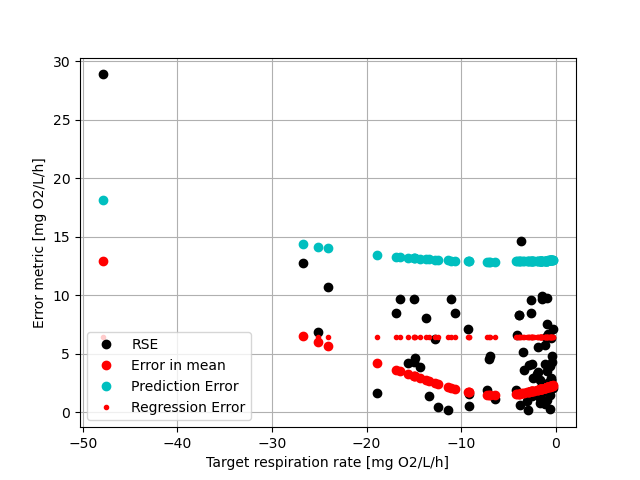 30
25
20
15
10
5
0
Error metric [mg O2/L/h]
RSE
Error in mean
Prediction Error
Regression Error
−50
−40
−30
−20
−10
0
Target respiration rate [mg O2/L/h]